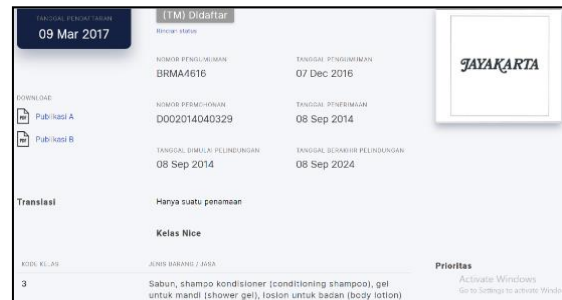 TANGGAL PENDAFTARAN
09 Mar 2017
(TM) Didaftar
Rincian status
NOMOR PENGUMUMAN
TANGGAL PENGUMUMAN
BRMA4616
07 Dec 2016
JAYAKARTA
DOWNLOAD
Publikasi A
Publikasi B
NOMOR PERMOHONAN
TANGGAL PENERIMAAN
D002014040329
08 Sep 2014
TANGGAL DIMULAI PELINDUNGAN
TANGGAL BERAKHIR PELINDUNGAN
08 Sep 2014
08 Sep 2024
Translasi
Hanya suatu penamaan
Kelas Nice
KODE KELAS
JENIS BARANG / JASA
Prioritas
3
Sabun, shampo kondisioner (conditioning shampoo), gel
untuk mandi (shower gel), losion untuk badan (body lotion)
Activate Windows
Go to Settings to activate Windo